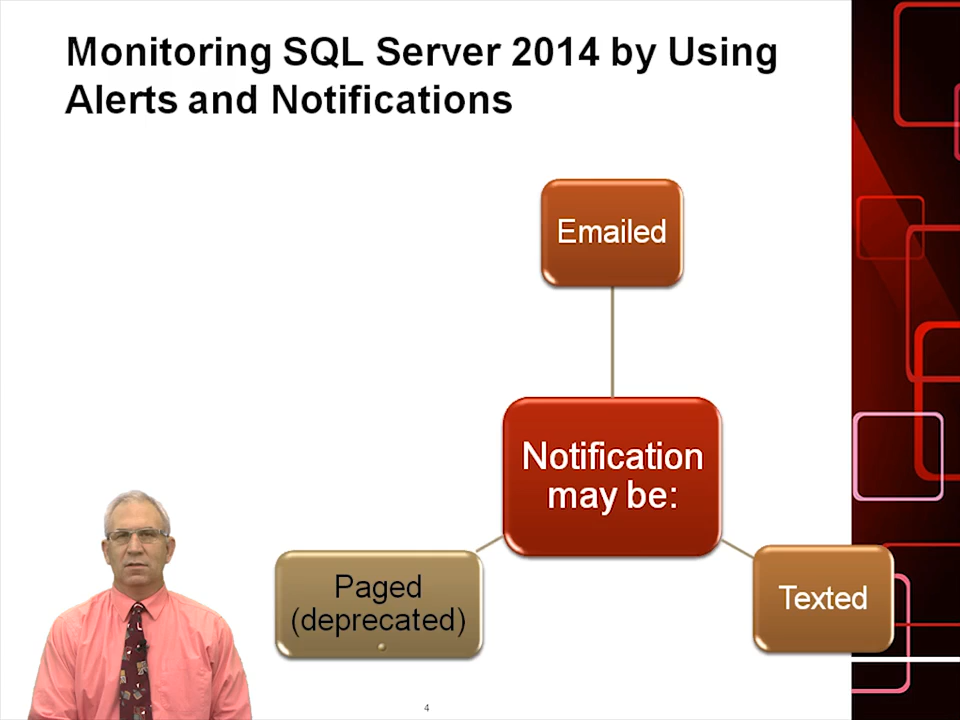 Monitoring SQL Server 2014 by Using
Alerts and Notifications
Emailed
Notification
may be:
Paged
(deprecated)
Texted
4